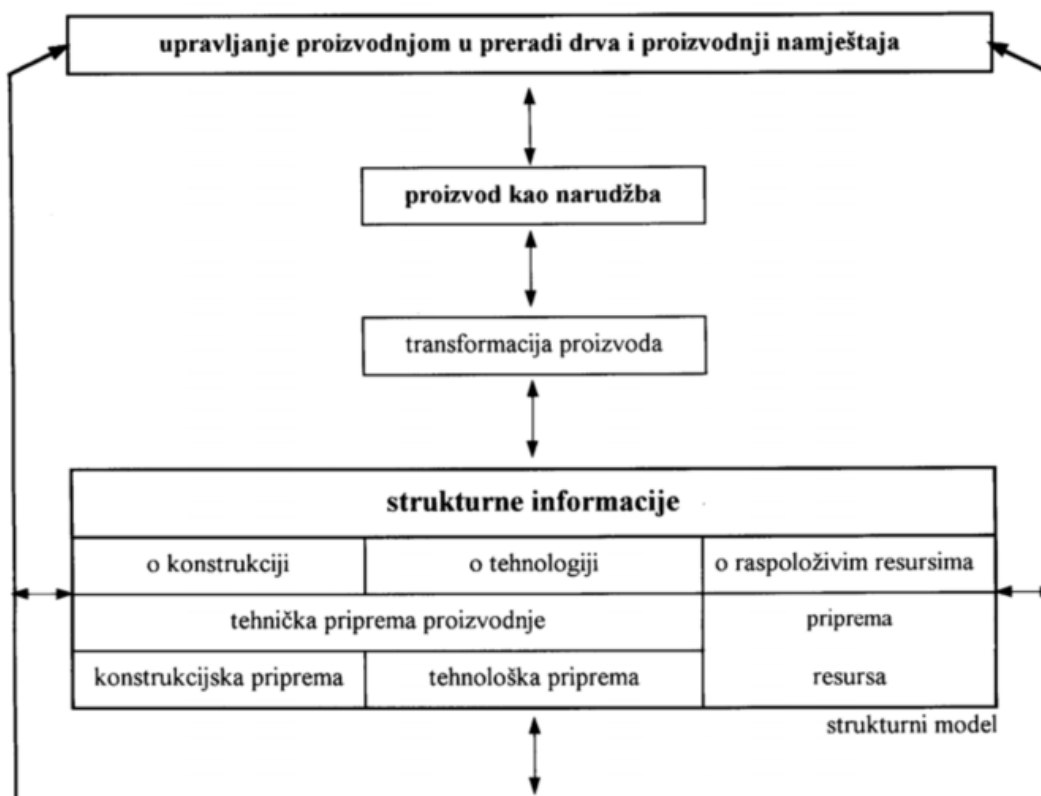 upravljanje proizvodnjom u preradi drva i proizvodnji namještaja
proizvod kao narudžba
transformacija proizvoda
strukturne informacije
o konstrukciji
o tehnologiji
o raspoloživim resursima
tehnička priprema proizvodnje
priprema
konstrukcijska priprema
tehnološka priprema
resursa
strukturni model